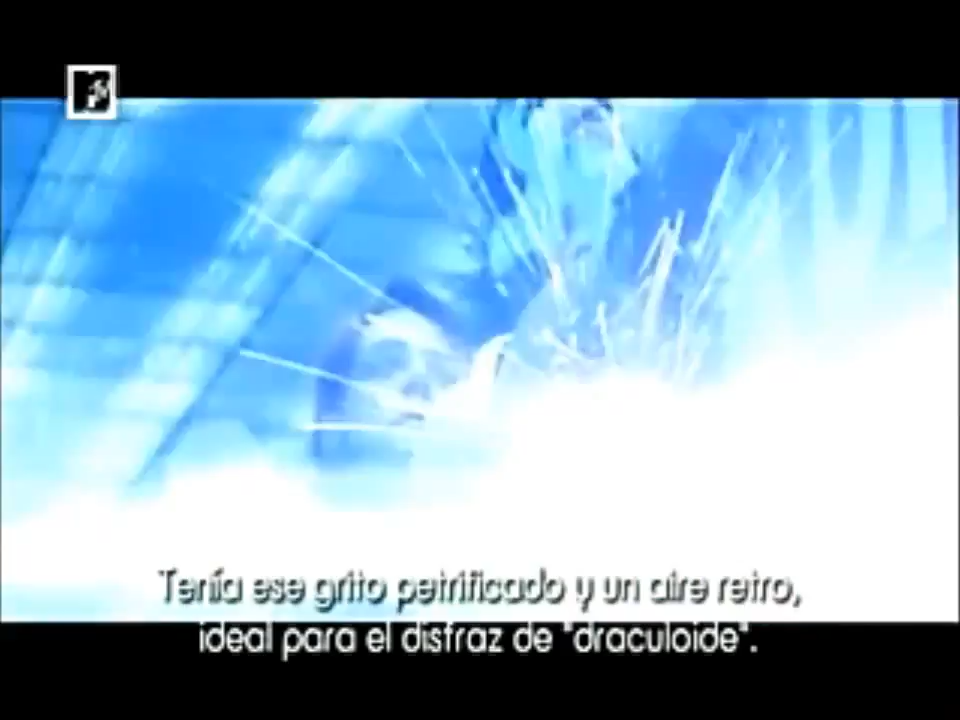 Tenía ese grito petrificado y un aire retro,
ideal para el disfraz de "draculoide".